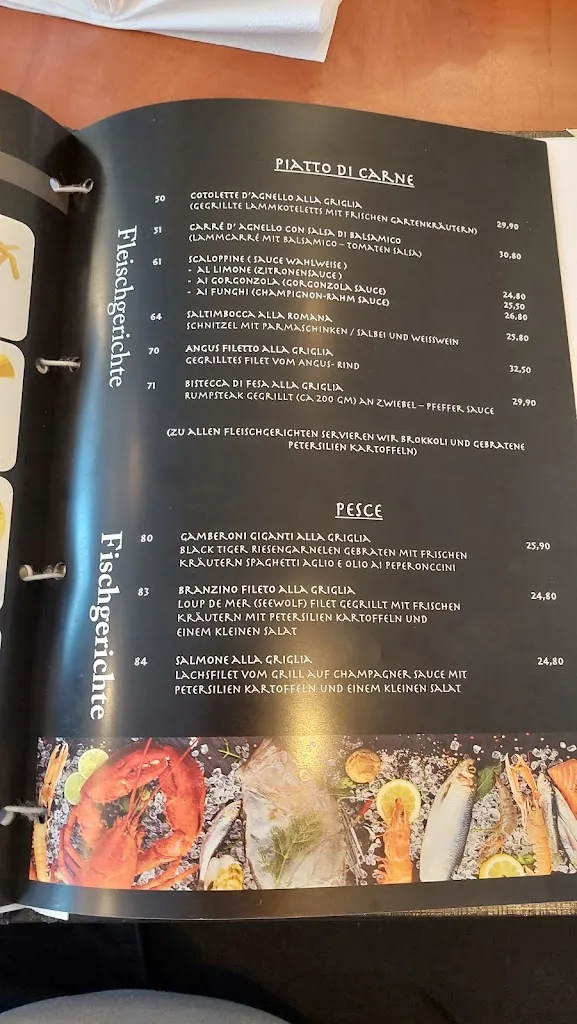 PIATTO DI CARNE
Fleischgerichte
50 COTOLETTE D'AGNELLO ALLA GRIGLIA
(GEGRILLTE LAMMKOTELETTS MIT FRISCHEN GARTENKRÄUTERN) 29,90
51 CARRÉ D' AGNELLO CON SALSA DI BALSAMICO
(LAMMCARRÉ MIT BALSAMICO – TOMATEN SALSA) 30,80
61 SCALOPPINE ( SAUCE WAHLWEISE )
- AL LIMONE (ZITRONENSAUCE ) 24,80
- AI GORGONZOLA (GORGONZOLA SAUCE) 25,50
- AI FUNGHI (CHAMPIGNON-RAHM SAUCE) 26,80
64 SALTIMBOCCA ALLA ROMANA
SCHNITZEL MIT PARMASCHINKEN / SALBEI UND WEISSWEIN 25,80
70 ANGUS FILETTO ALLA GRIGLIA
GEGRILLTES FILET VOM ANGUS- RIND 32,50
71 BISTECCA DI FESA ALLA GRIGLIA
RUMPSTEAK GEGRILLT (CA 200 GM) AN ZWIEBEL – PFEFFER SAUCE 29,90
(ZU ALLEN FLEISCHGERICHTEN SERVIEREN WIR BROKKOLI UND GEBRATENE
PETERSILIEN KARTOFFELN)
PESCE
Fischgerichte
80 GAMBERONI GIGANTI ALLA GRIGLIA
BLACK TIGER RIESENGARNELEN GEBRATEN MIT FRISCHEN 25,90
KRÄUTERN SPAGHETTI AGLIO E OLIO AI PEPERONCCINI
83 BRANZINO FILETO ALLA GRIGLIA
LOUP DE MER (SEEWOLF) FILET GEGRILLT MIT FRISCHEN 24,80
KRÄUTERN MIT PETERSILIEN KARTOFFELN UND
EINEM KLEINEN SALAT
84 SALMONE ALLA GRIGLIA 24,80
LACHSFILET VOM GRILL AUF CHAMPAGNER SAUCE MIT
PETERSILIEN KARTOFFELN UND EINEM KLEINEN SALAT